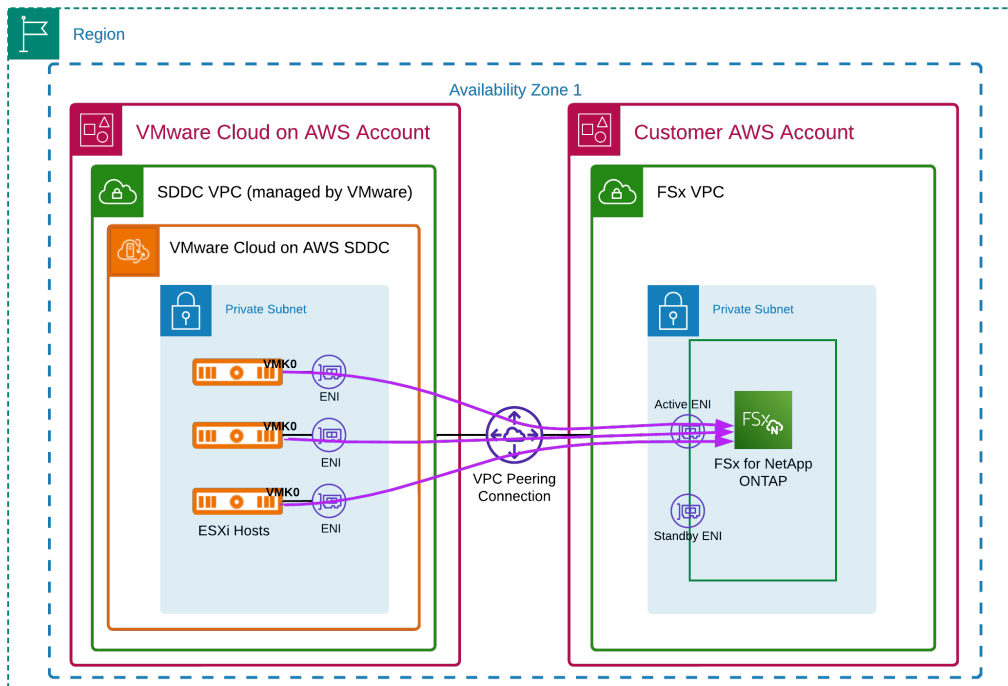 Region
Availability Zone 1
VMware Cloud on AWS Account
Customer AWS Account
SDDC VPC (managed by VMware)
FSx VPC
VMware Cloud on AWS SDDC
Private Subnet
Private Subnet
VMK0
ENI
VMK0
ENI
VMK0
ENI
ESXi Hosts
VPC Peering
Connection
Active ENI
FSx
N
FSx for NetApp
ONTAP
Standby ENI